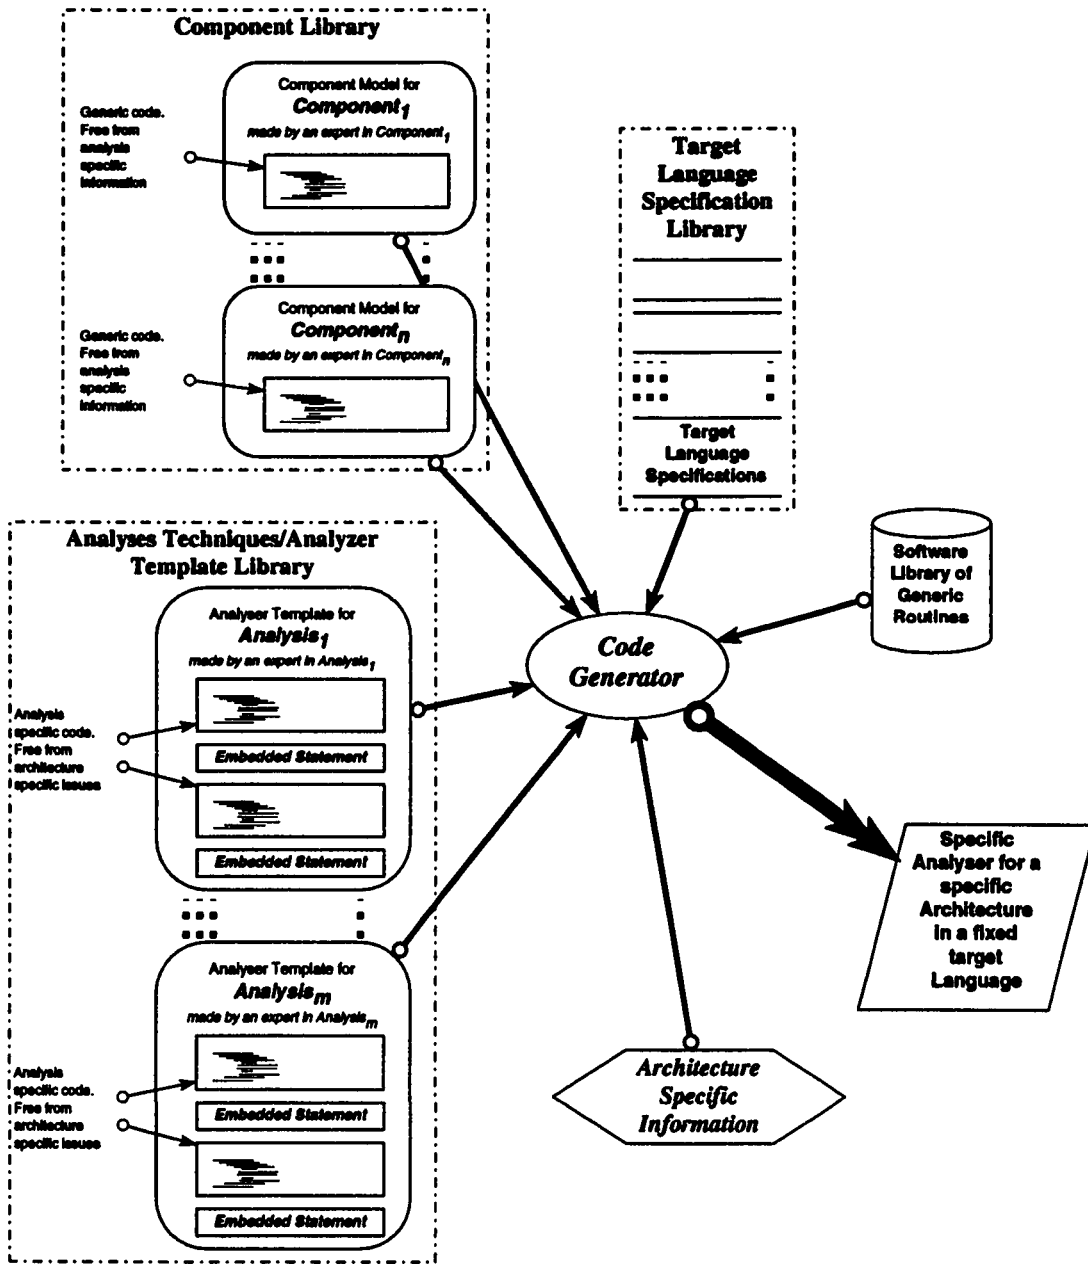 Component Library
Component Model for
Component1
made by an expert in Component1
Generic code.
Free from
analysis
specific
information
Component Model for
Componentn
made by an expert in Componentn
Generic code.
Free from
analysis
specific
information
Target
Language
Specification
Library
Target
Language
Specifications
Software
Library of
Generic
Routines
Code
Generator
Analyses Techniques/Analyzer
Template Library
Analyser Template for
Analysis1
made by an expert in Analysis1
Analysis
specific code.
Free from
architecture
specific issues
Embedded Statement
Embedded Statement
Analyser Template for
Analysism
made by an expert in Analysism
Analysis
specific code.
Free from
architecture
specific issues
Embedded Statement
Embedded Statement
Specific
Analyser for a
specific
Architecture
in a fixed
target
Language
Architecture
Specific
Information